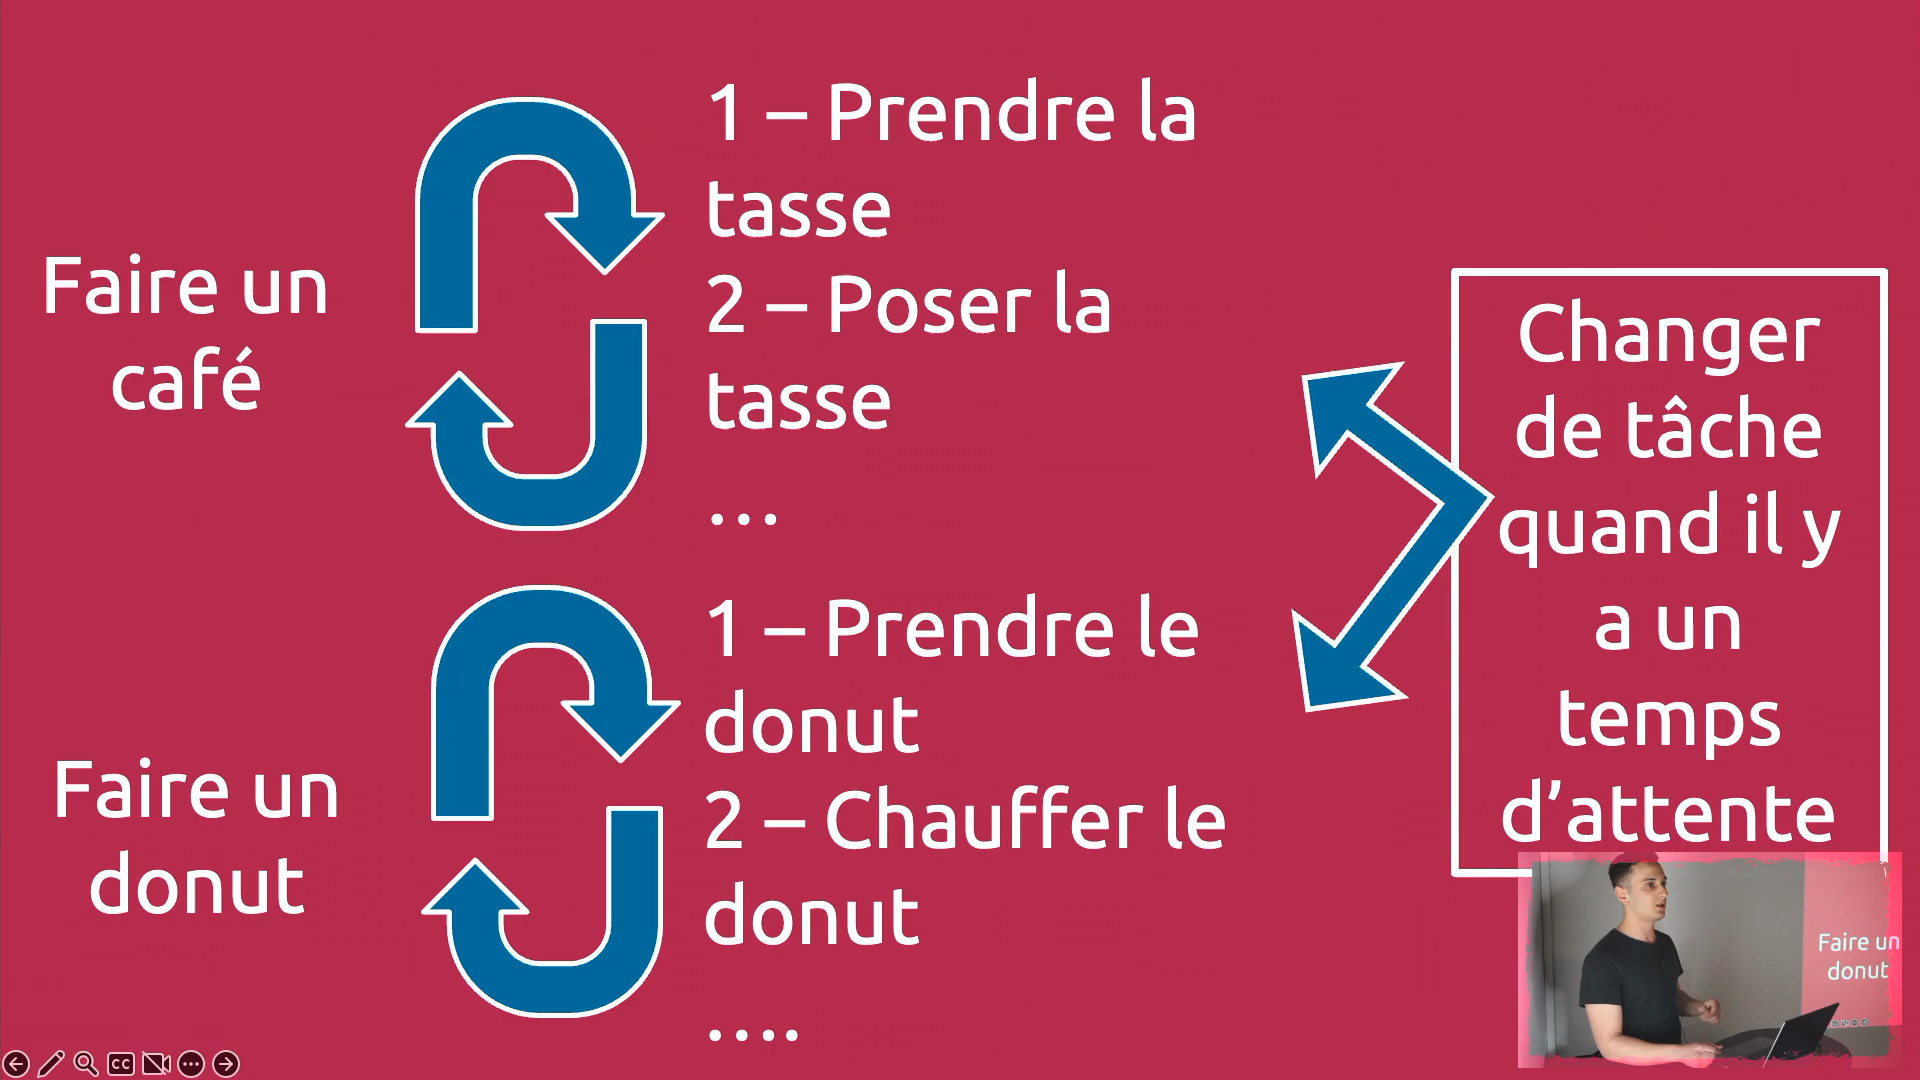 Faire un
café
1 – Prendre la
tasse
2 – Poser la
tasse
...
Faire un
donut
1 – Prendre le
donut
2 – Chauffer le
donut
....
Changer
de tâche
quand il y
a un
temps
d’attente
Faire un
donut
CC